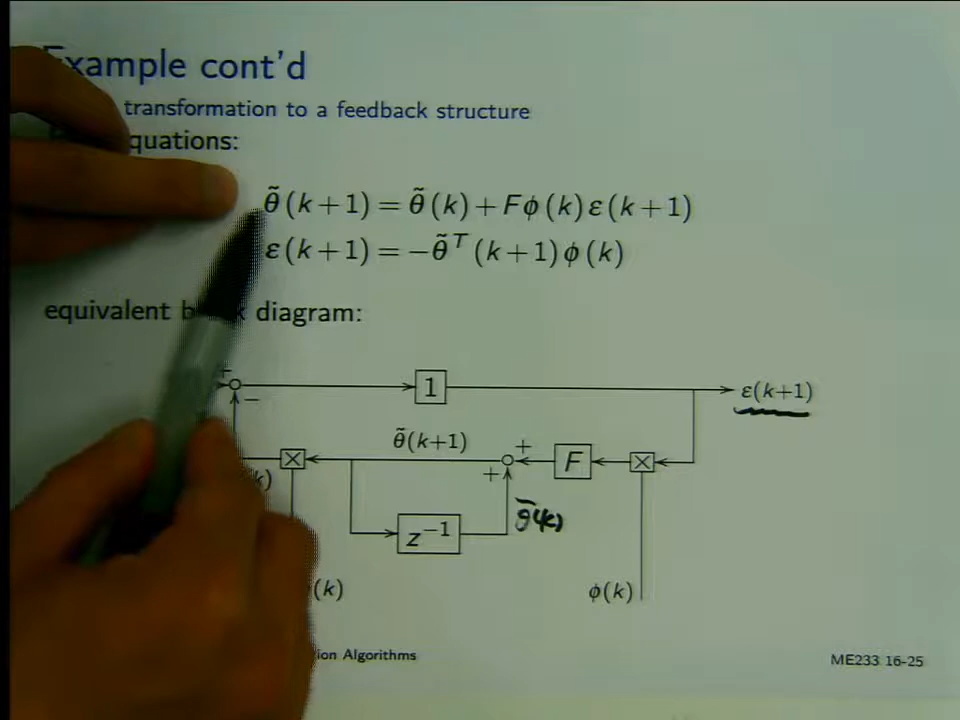 Example cont'd
transformation to a feedback structure
quations:
θ̃(k+1) = θ̃(k) + Fϕ(k)ε(k+1)
ε(k+1) = −θ̃ᵀ(k+1)ϕ(k)
equivalent b k diagram:
+ − 1 ε(k+1)
θ̃(k+1) + + F
k) z⁻¹ θ̃(k)
(k) ϕ(k)
ion Algorithms ME233 16-25